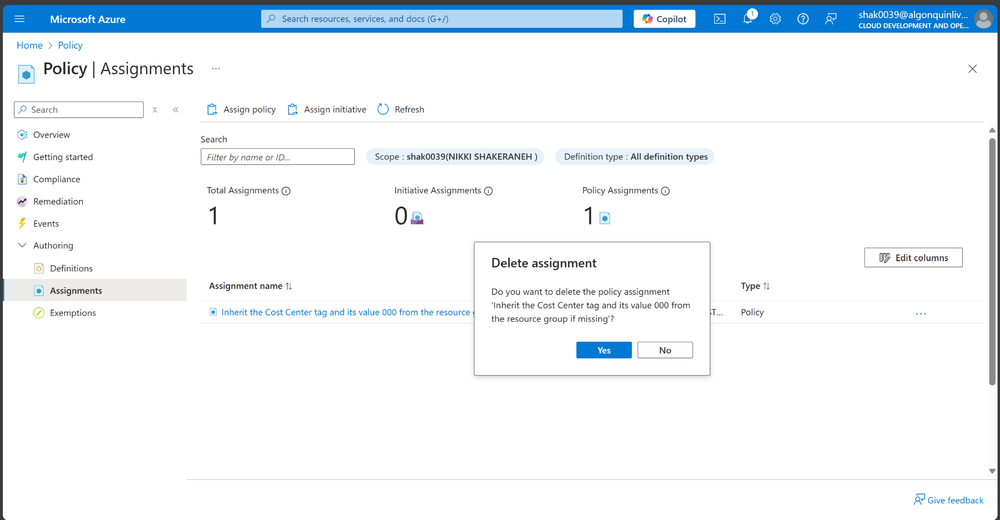 Microsoft Azure
Search resources, services, and docs (G+/)
Copilot
1
shak0039@algonquinliv...
CLOUD DEVELOPMENT AND OPE...
Home > Policy
Policy | Assignments ...
Search
Assign policy
Assign initiative
Refresh
Overview
Getting started
Compliance
Remediation
Events
Authoring
Definitions
Assignments
Exemptions
Search
Filter by name or ID...
Scope : shak0039(NIKKI SHAKERANEH )
Definition type : All definition types
Total Assignments
1
Initiative Assignments
0
Policy Assignments
1
Edit columns
Assignment name
Type
Inherit the Cost Center tag and its value 000 from the resource
Policy
...
Delete assignment
Do you want to delete the policy assignment
'Inherit the Cost Center tag and its value 000 from
the resource group if missing'?
Yes
No
Give feedback